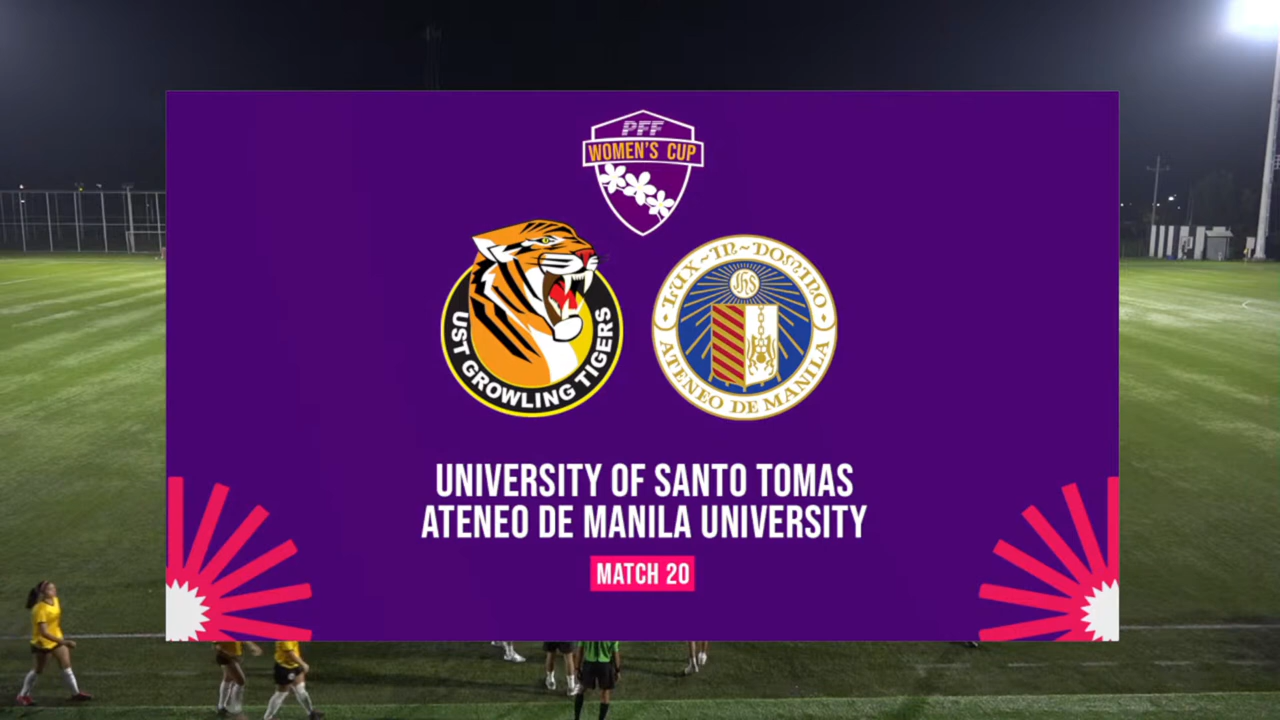 PFF
WOMEN'S CUP
UST GROWLING TIGERS
LUX~IN~DOMINO
JHS
ATENEO DE MANILA
UNIVERSITY OF SANTO TOMAS
ATENEO DE MANILA UNIVERSITY
MATCH 20